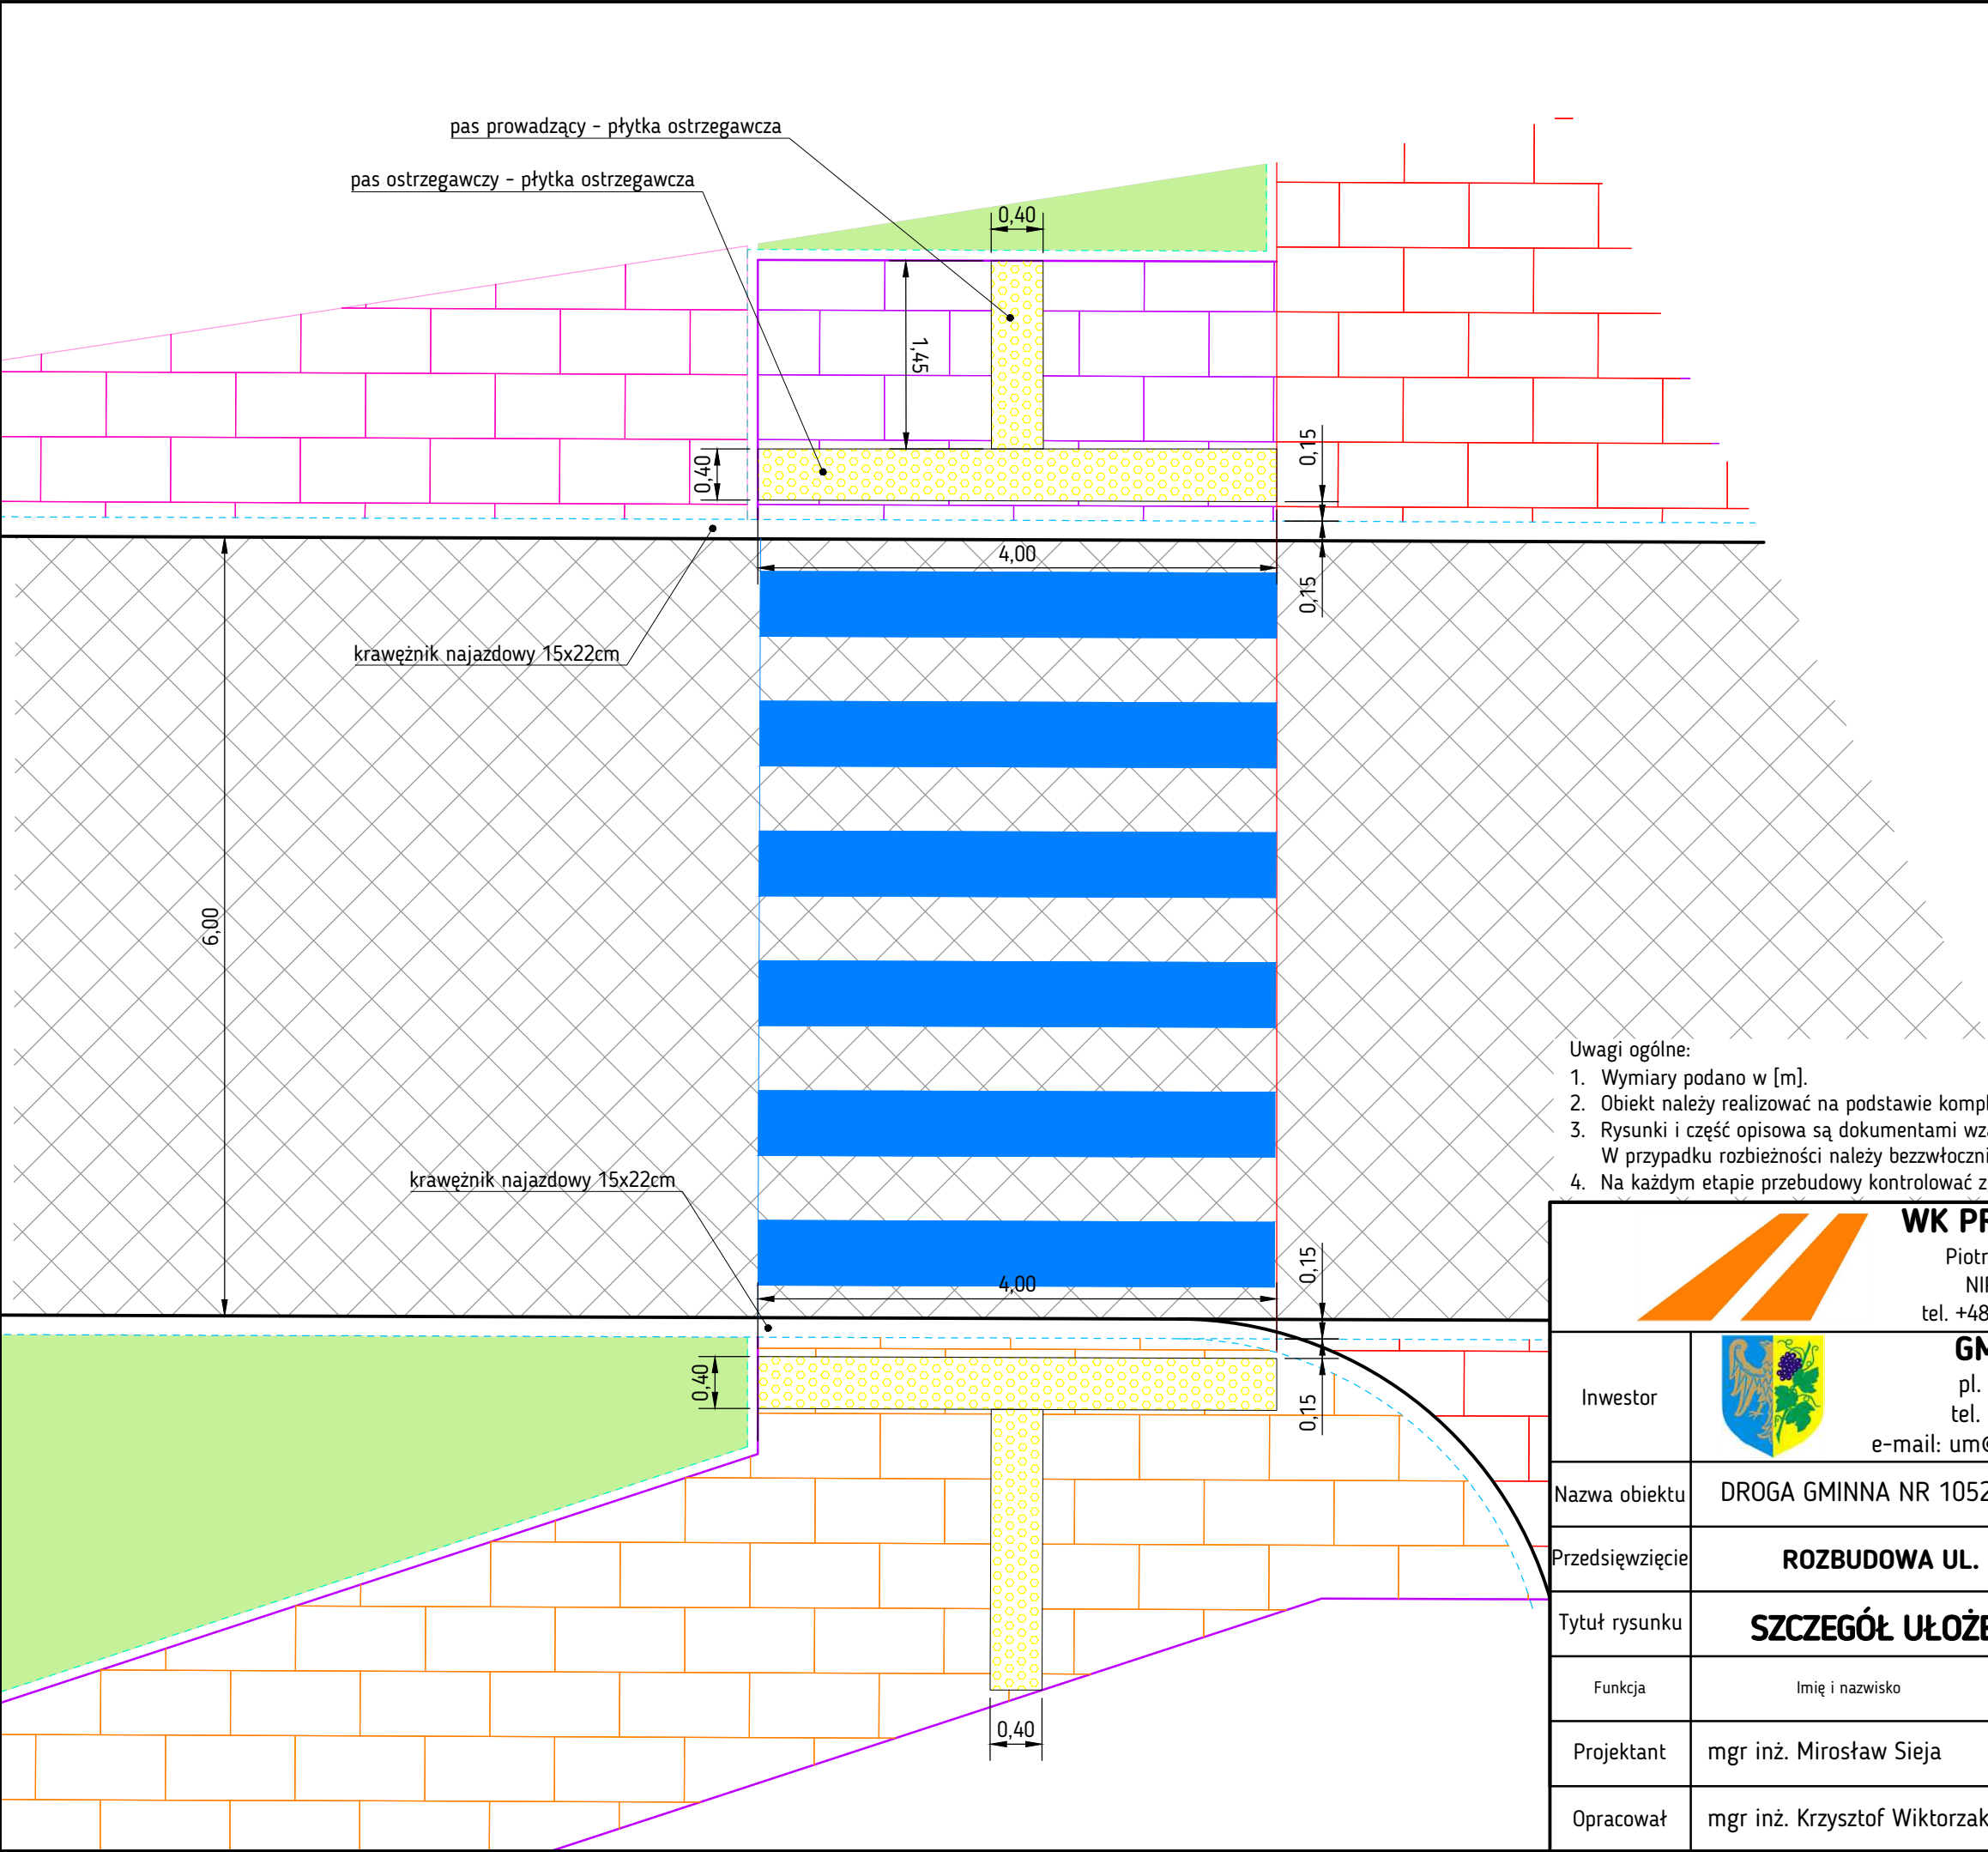 pas prowadzący - płytka ostrzegawcza
pas ostrzegawczy - płytka ostrzegawcza
0,40
1,45
0,40
0,15
4,00
0,15
krawężnik najazdowy 15x22cm
6,00
Uwagi ogólne:
1. Wymiary podano w [m].
2. Obiekt należy realizować na podstawie komp
3. Rysunki i część opisowa są dokumentami wz
W przypadku rozbieżności należy bezzwłoczni
4. Na każdym etapie przebudowy kontrolować z
krawężnik najazdowy 15x22cm
0,15
4,00
0,40
0,15
0,40
WK PR
Piotr
NIP
tel. +48
Inwestor
GM
pl.
tel.
e-mail: um@
Nazwa obiektu
DROGA GMINNA NR 1052
Przedsięwzięcie
ROZBUDOWA UL.
Tytuł rysunku
SZCZEGÓŁ UŁOŻE
Funkcja
Imię i nazwisko
Projektant
mgr inż. Mirosław Sieja
Opracował
mgr inż. Krzysztof Wiktorzak